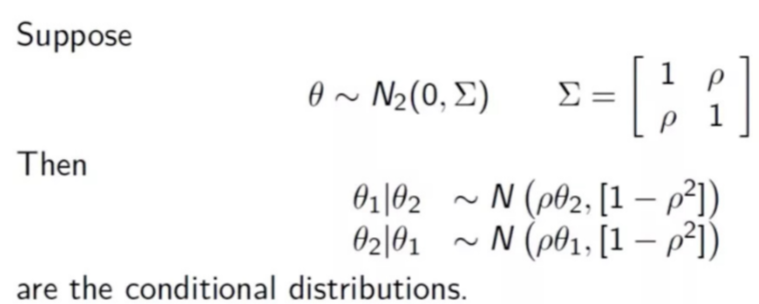 Suppose
θ ∼ N₂(0, Σ)    Σ = [ 1 ρ
ρ 1 ]
Then
θ₁|θ₂ ∼ N (ρθ₂, [1 − ρ²])
θ₂|θ₁ ∼ N (ρθ₁, [1 − ρ²])
are the conditional distributions.